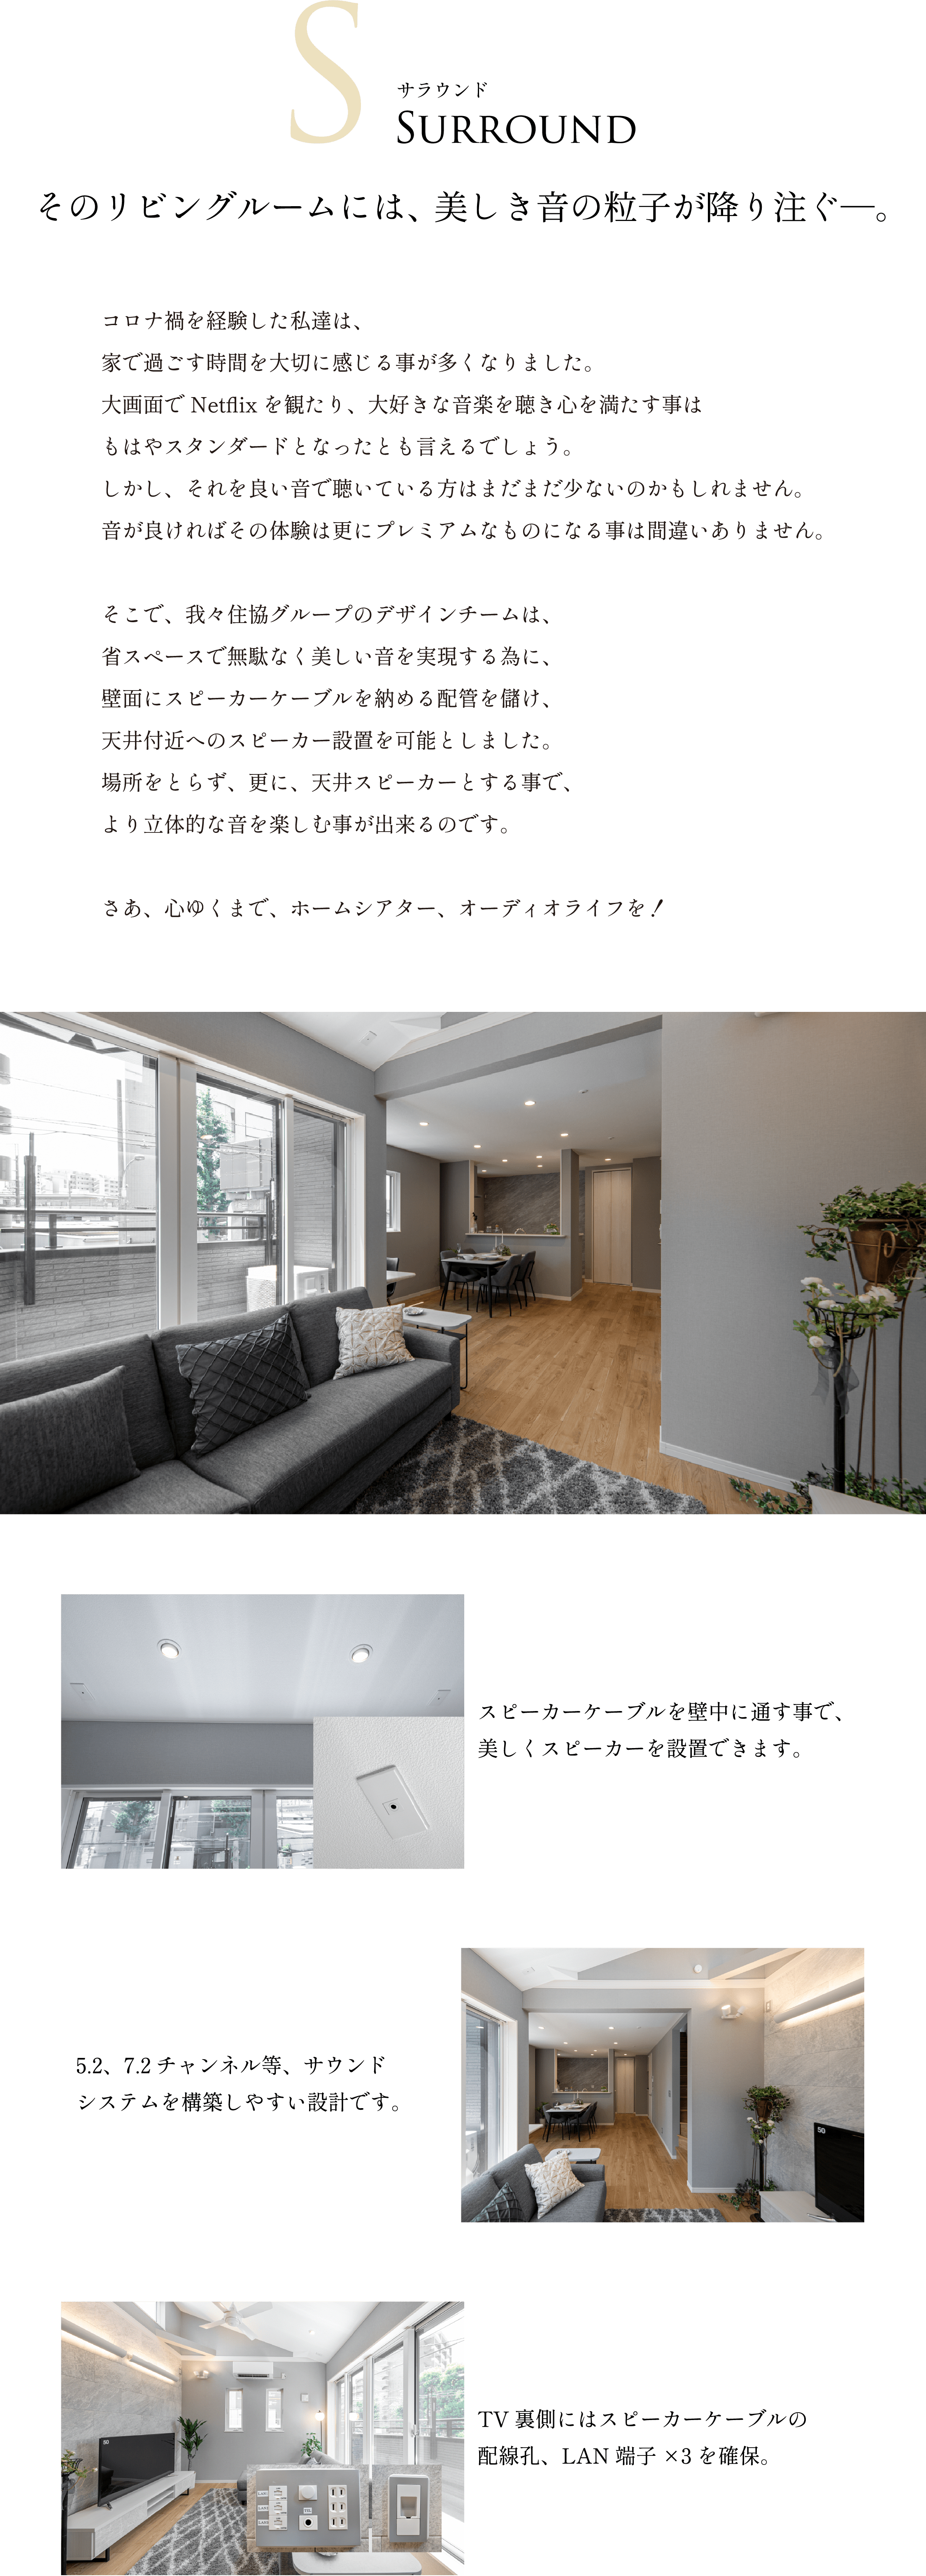 S
サラウンド
SURROUND
そのリビングルームには、美しき音の粒子が降り注ぐ―。
コロナ禍を経験した私達は、
家で過ごす時間を大切に感じる事が多くなりました。
大画面で Netflix を観たり、大好きな音楽を聴き心を満たす事は
もはやスタンダードとなったとも言えるでしょう。
しかし、それを良い音で聴いている方はまだまだ少ないのかもしれません。
音が良ければその体験は更にプレミアムなものになる事は間違いありません。
そこで、我々住協グループのデザインチームは、
省スペースで無駄なく美しい音を実現する為に、
壁面にスピーカーケーブルを納める配管を儲け、
天井付近へのスピーカー設置を可能としました。
場所をとらず、更に、天井スピーカーとする事で、
より立体的な音を楽しむ事が出来るのです。
さあ、心ゆくまで、ホームシアター、オーディオライフを！
スピーカーケーブルを壁中に通す事で、
美しくスピーカーを設置できます。
5.2、7.2 チャンネル等、サウンド
システムを構築しやすい設計です。
50
TV 裏側にはスピーカーケーブルの
配線孔、LAN 端子 ×3 を確保。
50